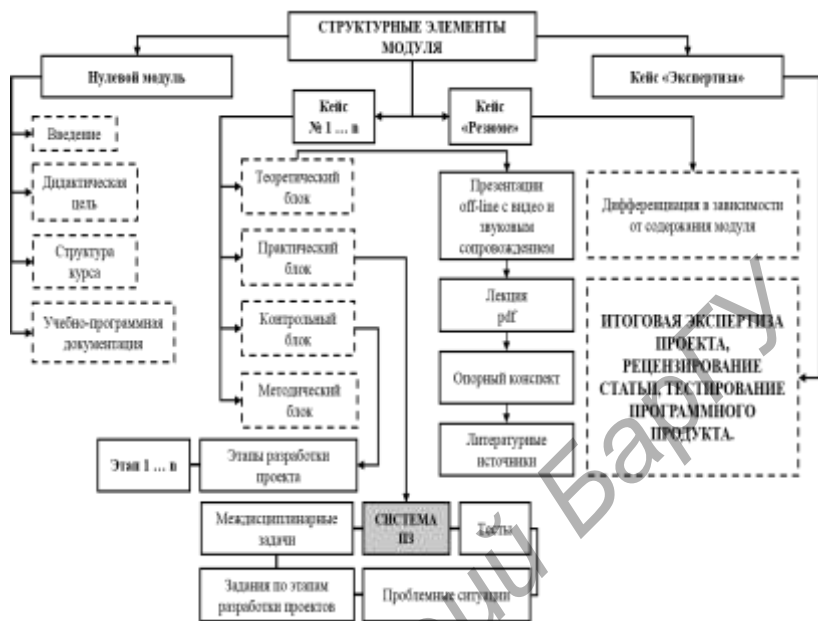 СТРУКТУРНЫЕ ЭЛЕМЕНТЫ
МОДУЛЯ
Нулевой модуль
Кейс «Экспертиза»
Кейс
№ 1 … n
Кейс
«Резюме»
Введение
Дидактическая
цель
Структура
курса
Учебно-программная
документация
Теоретический
блок
Практический
блок
Контрольный
блок
Методический
блок
Презентации
off-line с видео и
звуковым
сопровождением
Лекция
pdf
Опорный конспект
Литературные
источники
Дифференциация в зависимости
от содержания модуля
ИТОГОВАЯ ЭКСПЕРТИЗА
ПРОЕКТА,
РЕЦЕНЗИРОВАНИЕ
СТАТЬИ, ТЕСТИРОВАНИЕ
ПРОГРАММНОГО
ПРОДУКТА.
Этап 1 … n
Этапы разработки
проекта
Междисциплинарные
задачи
СИСТЕМА
ПЗ
Тесты
Задания по этапам
разработки проектов
Проблемные ситуации
БарГУ